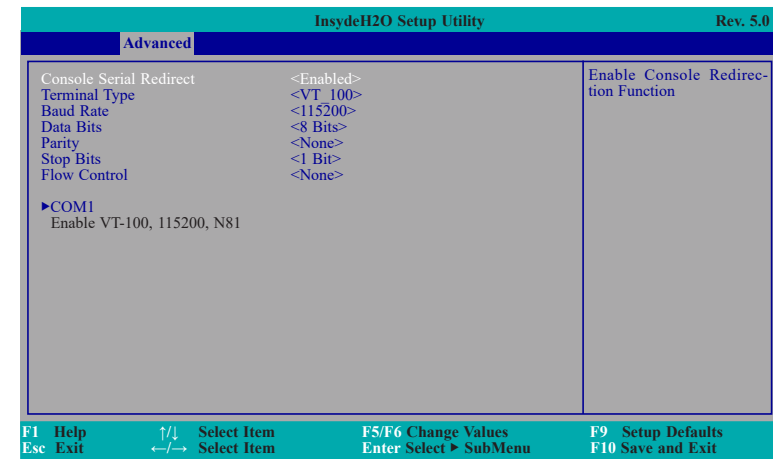 InsydeH2O Setup Utility Rev. 5.0
Advanced
Console Serial Redirect <Enabled>
Terminal Type <VT_100>
Baud Rate <115200>
Data Bits <8 Bits>
Parity <None>
Stop Bits <1 Bit>
Flow Control <None>
►COM1
Enable VT-100, 115200, N81
Enable Console Redirec-
tion Function
F1 Help ↑/↓ Select Item F5/F6 Change Values F9 Setup Defaults
Esc Exit ←/→ Select Item Enter Select ► SubMenu F10 Save and Exit